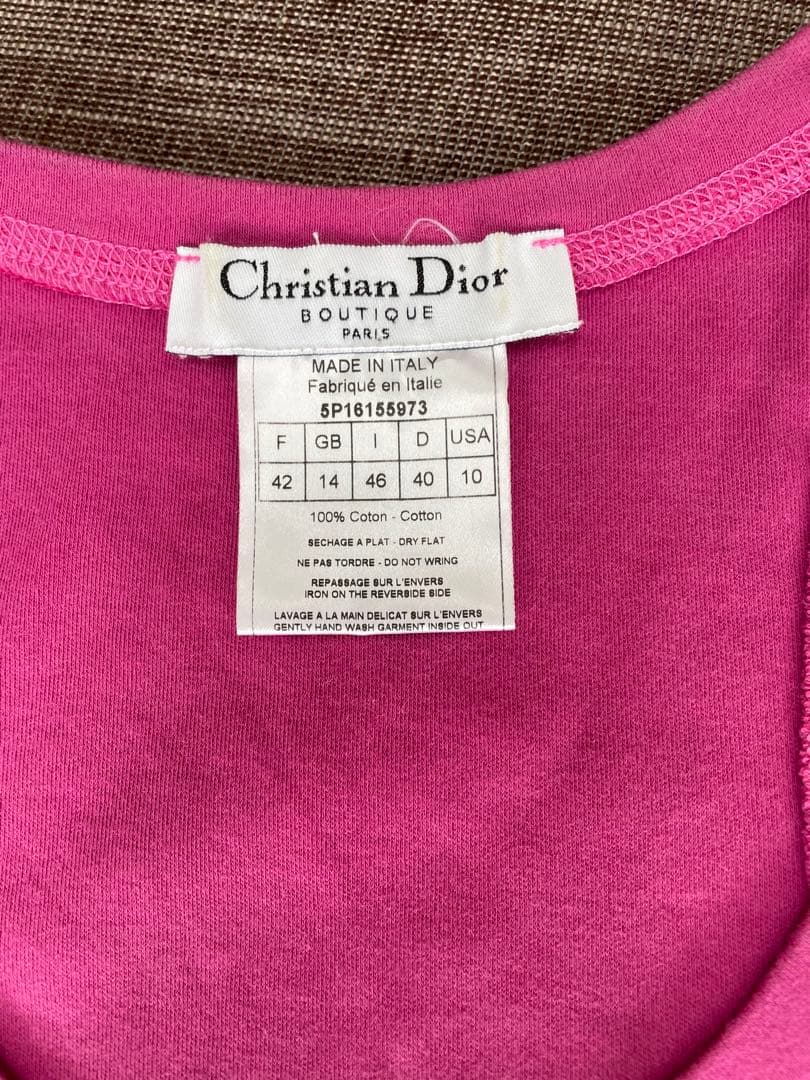 Christian Dior
BOUTIQUE
PARIS
MADE IN ITALY
Fabriqué en Italie
5P16155973
F GB I D USA
42 14 46 40 10
100% Coton - Cotton
SECHAGE A PLAT - DRY FLAT
NE PAS TORDRE - DO NOT WRING
REPASSAGE SUR L'ENVERS
IRON ON THE REVERSIDE SIDE
LAVAGE A LA MAIN DELICAT SUR L'ENVERS
GENTLY HAND WASH GARMENT INSIDE OUT